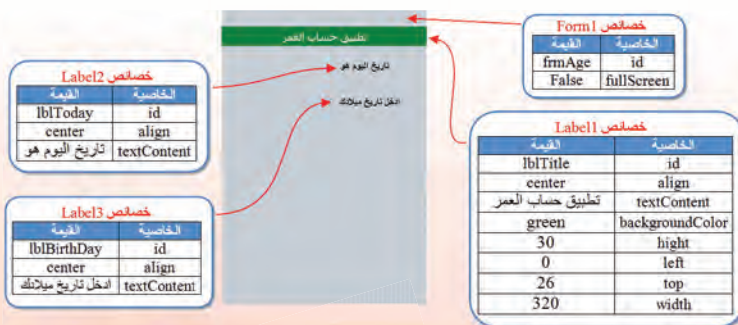 خصائص Form1
الخاصية القيمة
id frmAge
fullScreen False
تطبيق حساب العمر
تاريخ اليوم هو
ادخل تاريخ ميلادك
خصائص Label1
الخاصية القيمة
id lblTitle
align center
textContent تطبيق حساب العمر
backgroundColor green
hight 30
left 0
top 26
width 320
خصائص Label2
الخاصية القيمة
id lblToday
align center
textContent تاريخ اليوم هو
خصائص Label3
الخاصية القيمة
id lblBirthDay
align center
textContent ادخل تاريخ ميلادك